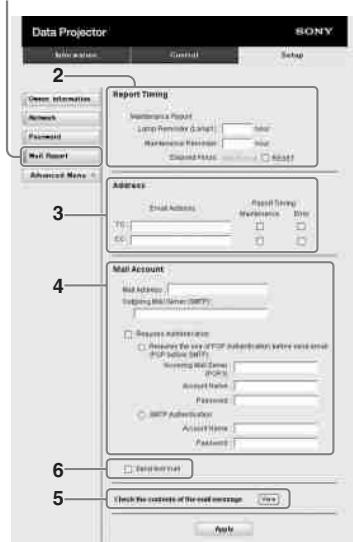 Data Projector
SONY
Information
Control
Setup
2
Report Timing
Owner Information
Maintenance Report
Network
Lamp Reminder (Lamp1)
hour
Password
Maintenance Reminder
hour
Mail Report
Elapsed Hours
Reset
Advanced Menu
Address
3
Email Address
Report Timing
Maintenance
Error
TO:
CC:
Mail Account
4
Mail Address
Outgoing Mail Server (SMTP)
Requires Authentication
Requires the use of POP Authentication before send email
(POP before SMTP)
Incoming Mail Server
(POP3)
Account Name
Password
SMTP Authentication
Account Name
Password
6
Send test mail
5
Check the contents of the mail message
View
Apply